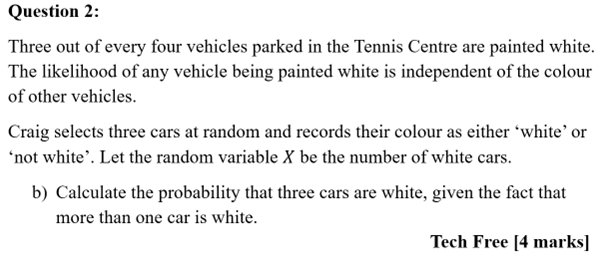 Question 2:
Three out of every four vehicles parked in the Tennis Centre are painted white.
The likelihood of any vehicle being painted white is independent of the colour
of other vehicles.
Craig selects three cars at random and records their colour as either ‘white’ or
‘not white’. Let the random variable X be the number of white cars.
b) Calculate the probability that three cars are white, given the fact that
more than one car is white.
Tech Free [4 marks]